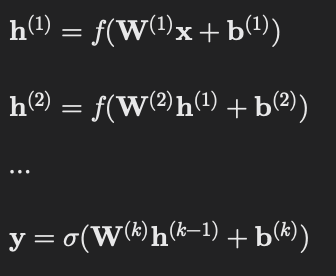 h⁽¹⁾ = f(W⁽¹⁾x + b⁽¹⁾)
h⁽²⁾ = f(W⁽²⁾h⁽¹⁾ + b⁽²⁾)
...
y = σ(W⁽ᵏ⁾h⁽ᵏ⁻¹⁾ + b⁽ᵏ⁾)